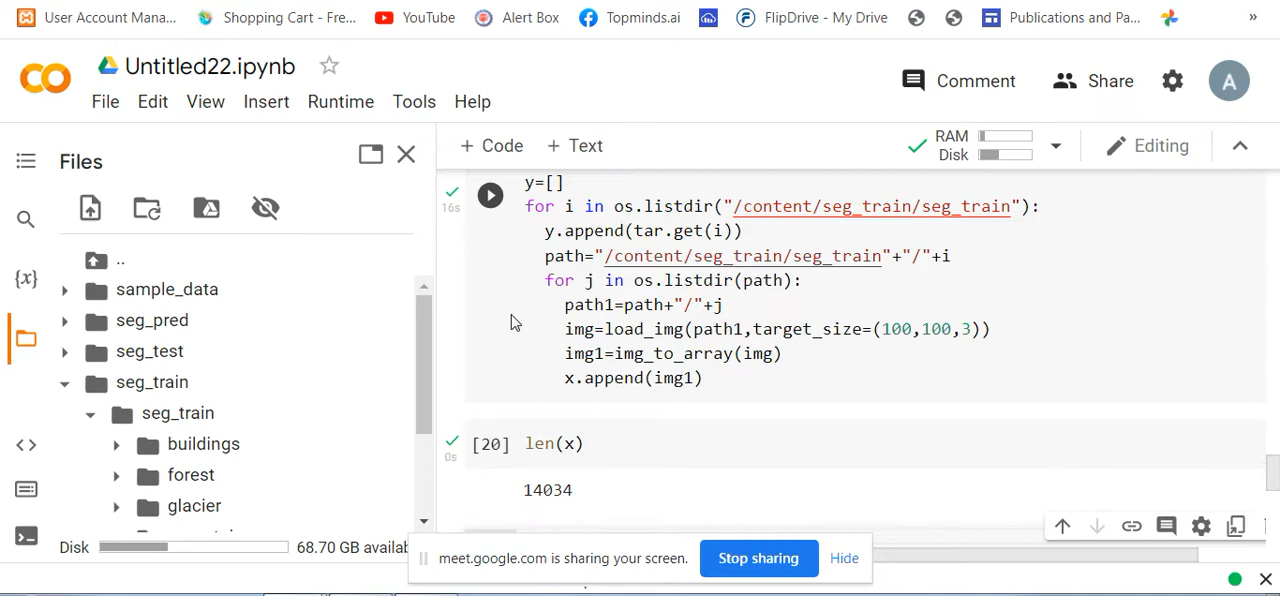 User Account Mana... Shopping Cart - Fre... YouTube Alert Box Topminds.ai FlipDrive - My Drive Publications and Pa... »
CO Untitled22.ipynb
Comment Share A
File Edit View Insert Runtime Tools Help
Files
+ Code + Text
RAM
Disk
Editing
{x}
..
sample_data
seg_pred
seg_test
seg_train
seg_train
buildings
forest
glacier
Disk 68.70 GB availab
16s
y=[]
for i in os.listdir("/content/seg_train/seg_train"):
y.append(tar.get(i))
path="/content/seg_train/seg_train"+"/"+i
for j in os.listdir(path):
path1=path+"/"+j
img=load_img(path1,target_size=(100,100,3))
img1=img_to_array(img)
x.append(img1)
0s
[20] len(x)
14034
meet.google.com is sharing your screen. Stop sharing Hide